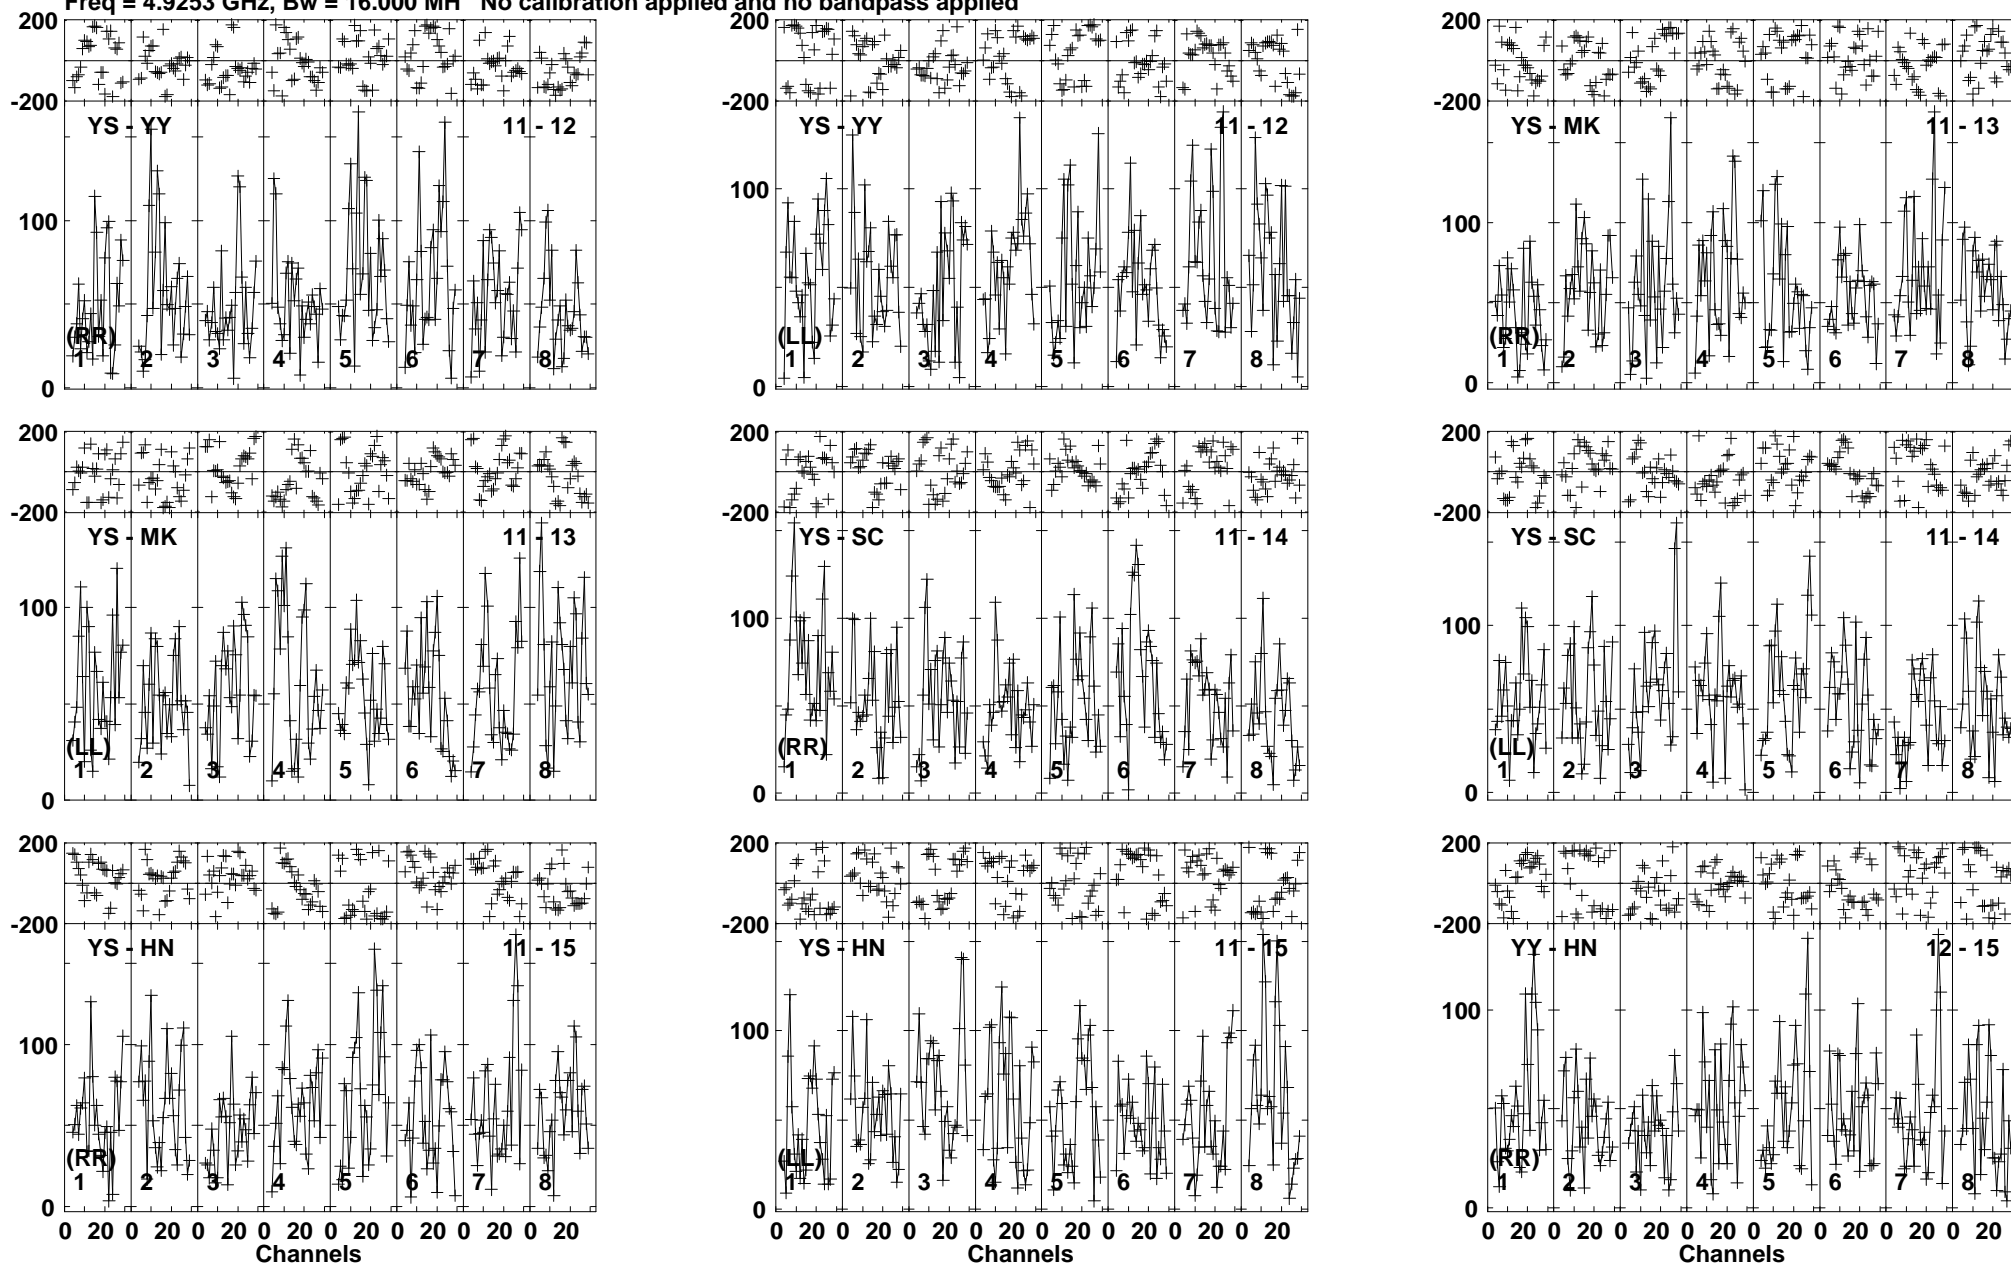 Freq = 4.9253 GHz, Bw = 16.000 MH No calibration applied and no bandpass applied
200 200 200
-200 -200 -200
YS - YY 11 - 12 YS - YY 11 - 12 YS - MK 11 - 13
100 100 100
(RR) (LL) (RR)
1 2 3 4 5 6 7 8 1 2 3 4 5 6 7 8 1 2 3 4 5 6 7 8
0 0 0
200 200 200
-200 -200 -200
YS - MK 11 - 13 YS - SC 11 - 14 YS - SC 11 - 14
100 100 100
(LL) (RR) (LL)
1 2 3 4 5 6 7 8 1 2 3 4 5 6 7 8 1 2 3 4 5 6 7 8
0 0 0
200 200 200
-200 -200 -200
YS - HN 11 - 15 YS - HN 11 - 15 YY - HN 12 - 15
100 100 100
(RR) (LL) (RR)
1 2 3 4 5 6 7 8 1 2 3 4 5 6 7 8 1 2 3 4 5 6 7 8
0 0 0
0 20 0 20 0 20 0 20 0 20 0 20 0 20 0 20 0 20 0 20 0 20 0 20 0 20 0 20 0 20 0 20 0 20 0 20 0 20 0 20 0 20 0 20 0 20 0 20
Channels Channels Channels